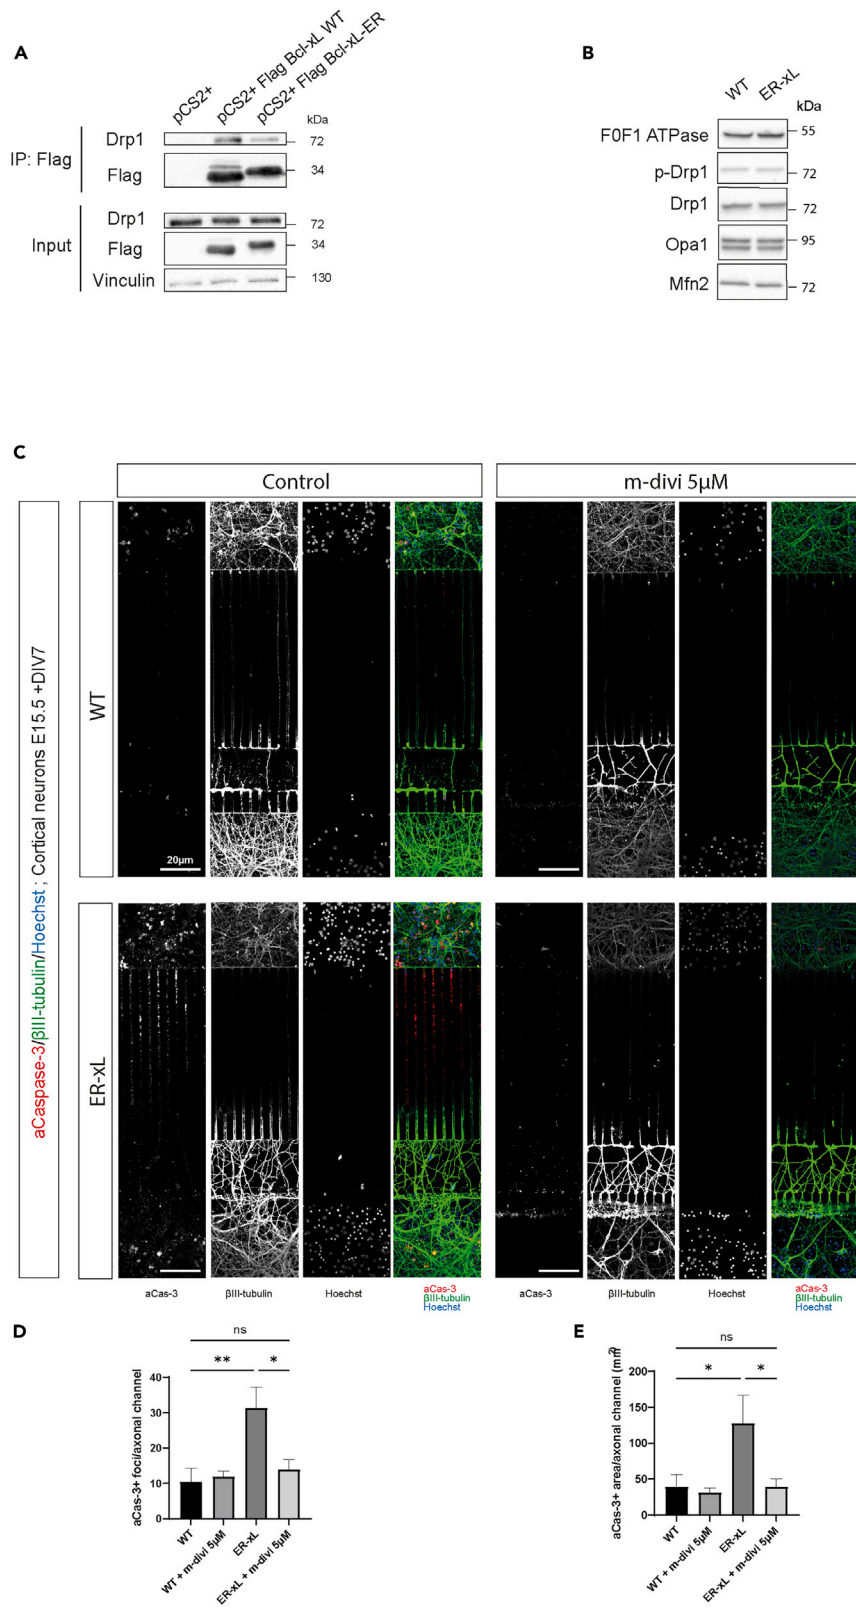 A
pCS2+
pCS2+ Flag Bcl-xL WT
pCS2+ Flag Bcl-xL-ER
kDa
IP: Flag
Drp1
72
Flag
34
Input
Drp1
72
Flag
34
Vinculin
130
B
WT
ER-xL
kDa
F0F1 ATPase
55
p-Drp1
72
Drp1
72
Opa1
95
Mfn2
72
C
Control
m-divi 5µM
aCaspase-3/βIII-tubulin/Hoechst ; Cortical neurons E15.5 +DIV7
WT
20µm
ER-xL
aCas-3
βIII-tubulin
Hoechst
aCas-3
βIII-tubulin
Hoechst
aCas-3
βIII-tubulin
Hoechst
aCas-3
βIII-tubulin
Hoechst
D
ns
**
*
aCas-3+ foci/axonal channel
40
30
20
10
0
WT
WT + m-divi 5µM
ER-xL
ER-xL + m-divi 5µM
E
ns
*
*
aCas-3+ area/axonal channel (mm²)
200
150
100
50
0
WT
WT + m-divi 5µM
ER-xL
ER-xL + m-divi 5µM